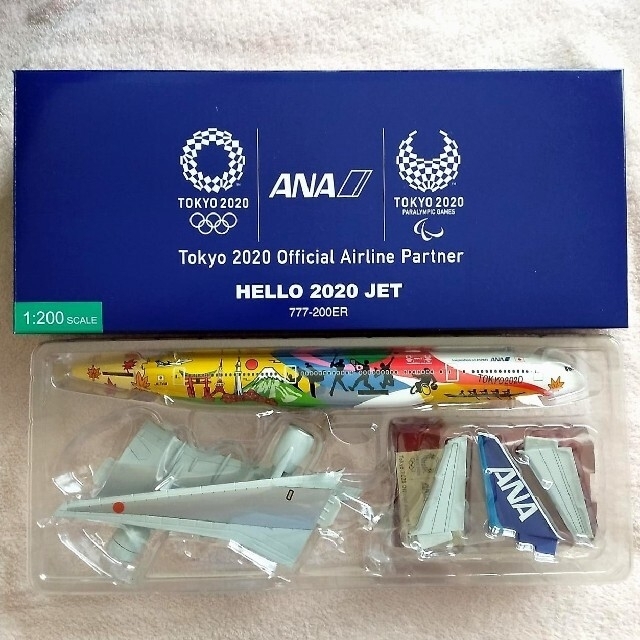 TOKYO 2020
ANA
TOKYO 2020
PARALYMPIC GAMES
Tokyo 2020 Official Airline Partner
HELLO 2020 JET
777-200ER
1:200 SCALE
ANA
TOKYO2020
ANA